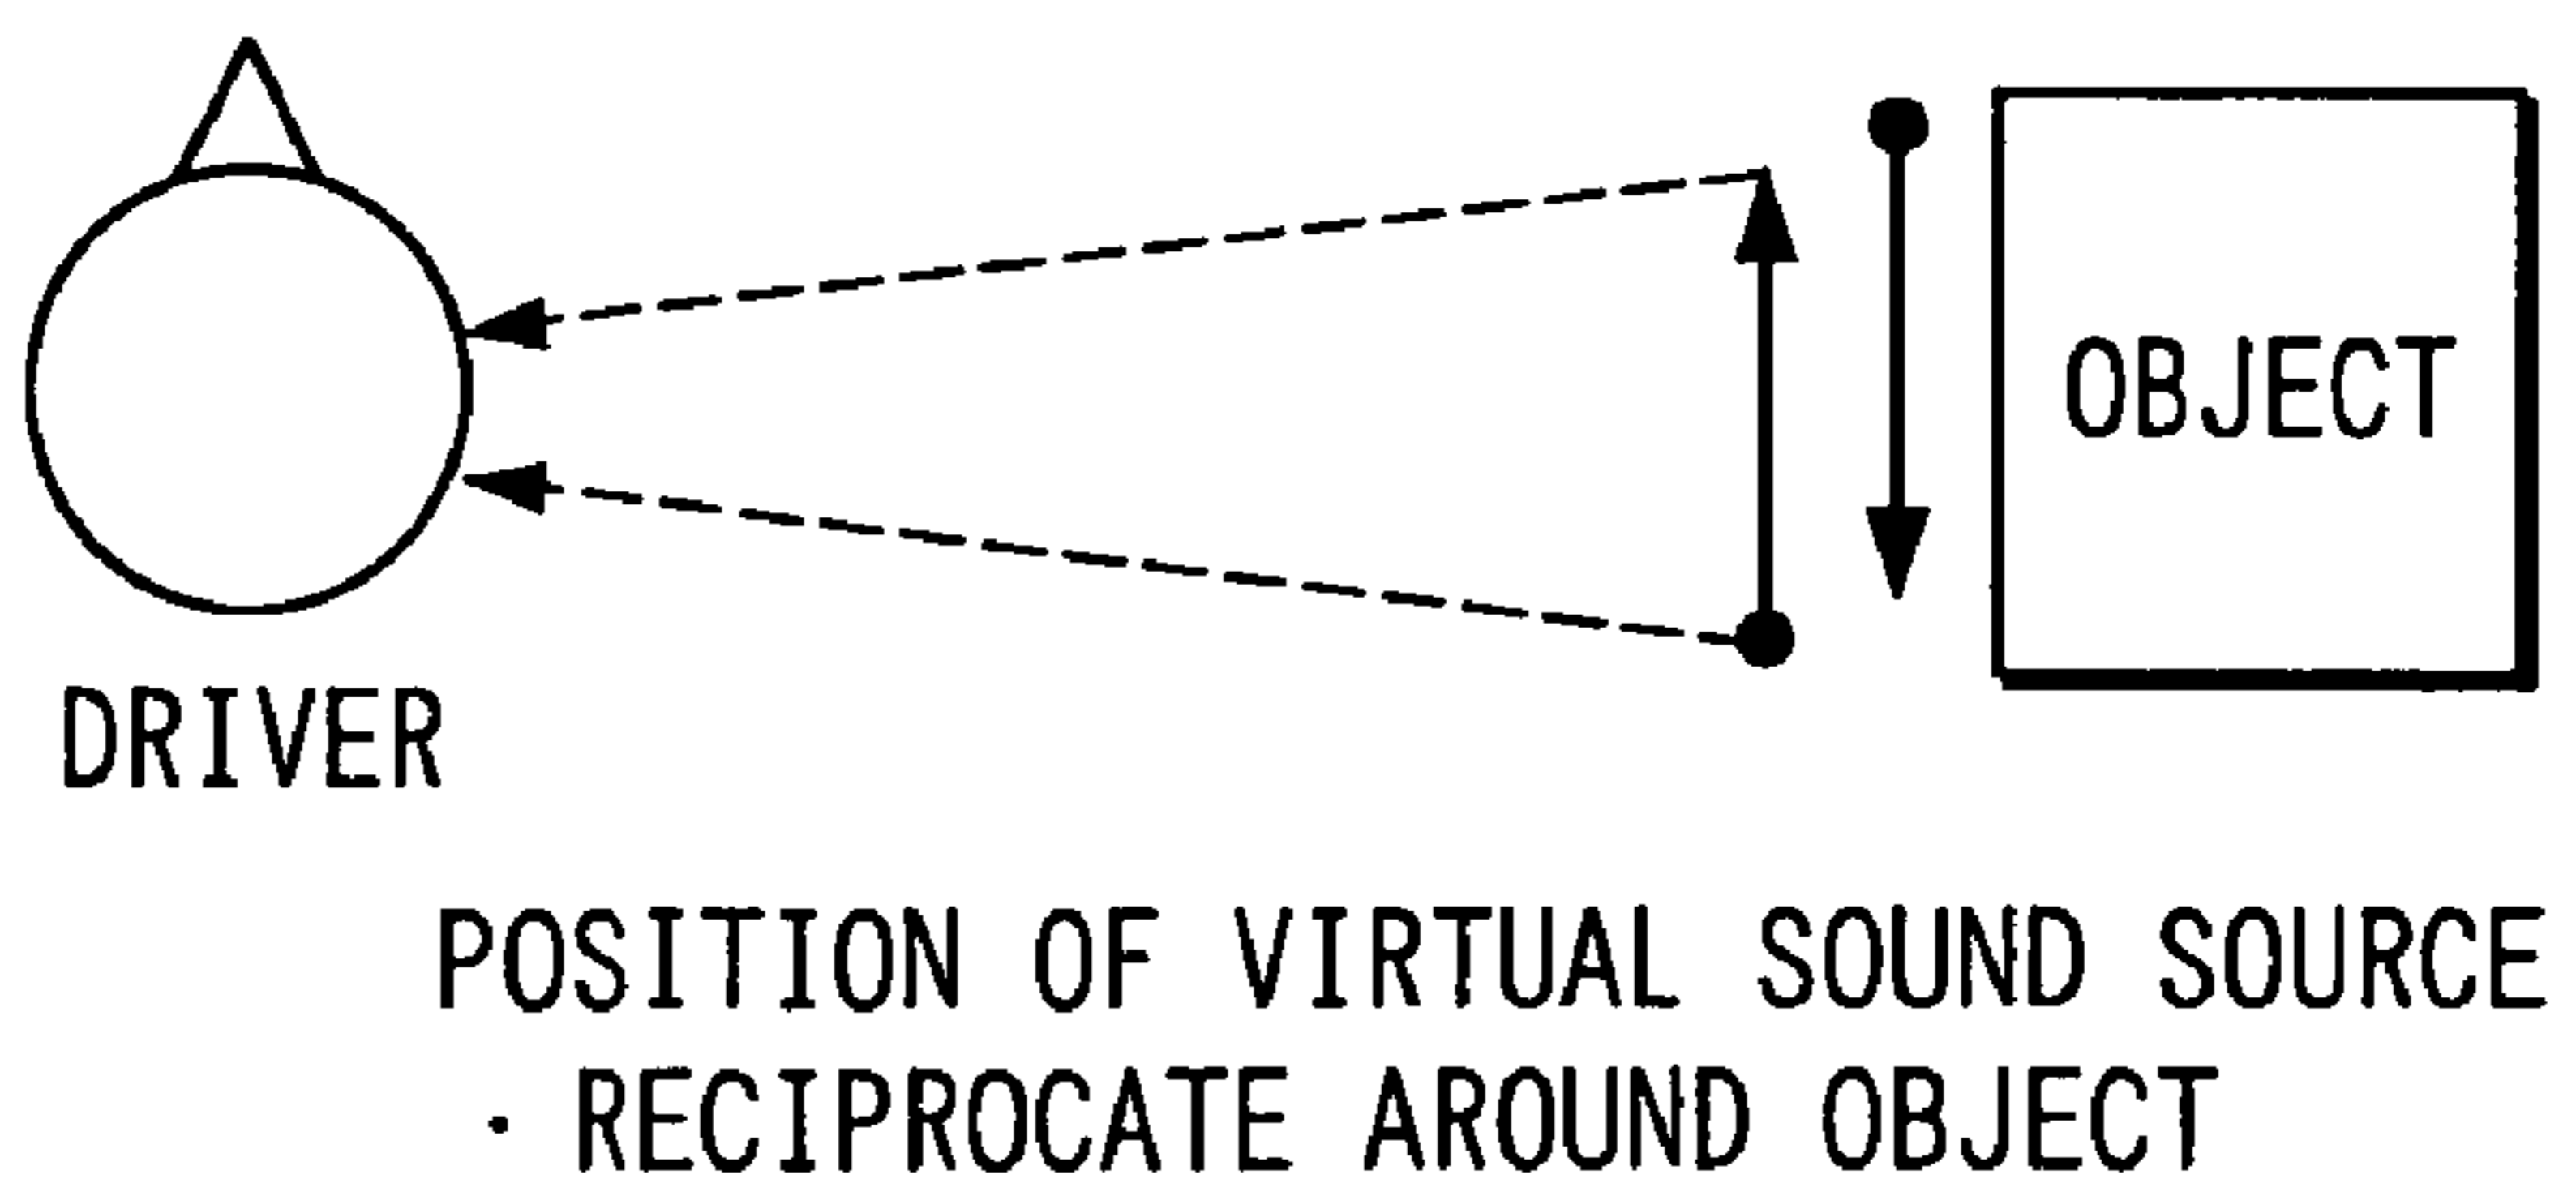 OBJECT
DRIVER
POSITION OF VIRTUAL SOUND SOURCE
· RECIPROCATE AROUND OBJECT